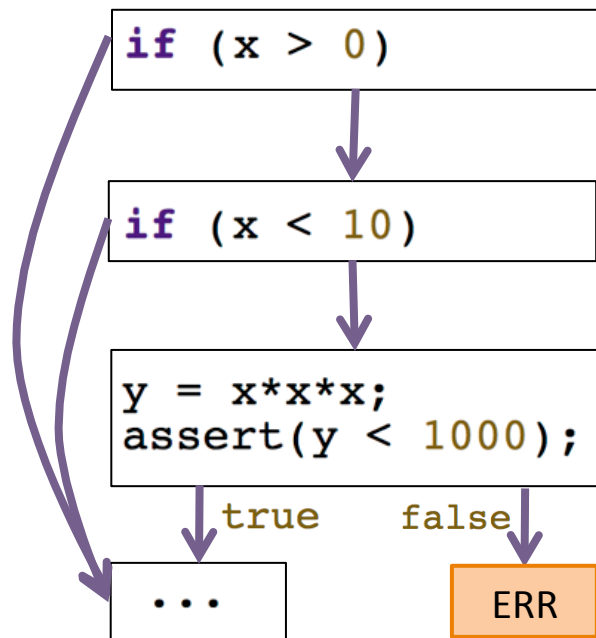 if (x > 0)
if (x < 10)
y = x*x*x;
assert(y < 1000);
true
false
...
ERR